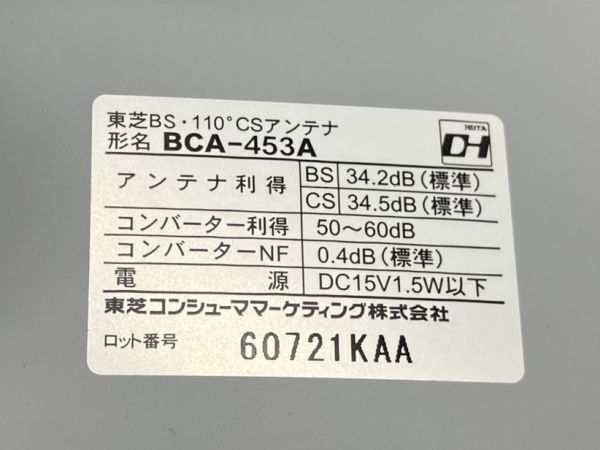 東芝BS・110°CSアンテナ
形名 BCA-453A
JEITA
DH
アンテナ利得 BS 34.2dB(標準)
CS 34.5dB(標準)
コンバーター利得 50〜60dB
コンバーターNF 0.4dB(標準)
電源 DC15V1.5W以下
東芝コンシューママーケティング株式会社
ロット番号 60721KAA